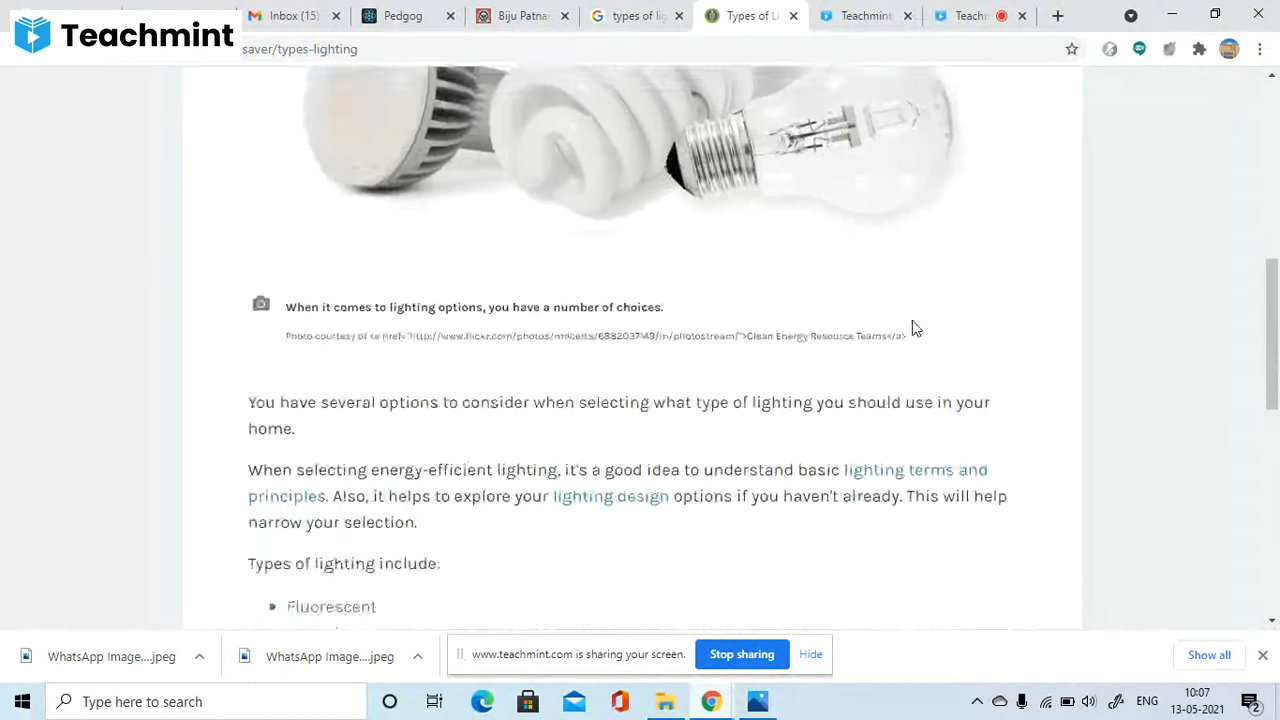 Inbox (15)
Pedgog
Biju Patna
types of lig
Types of Li
Teachmint
Teachm
Teachmint
saver/types-lighting
When it comes to lighting options, you have a number of choices.
You have several options to consider when selecting what type of lighting you should use in your
home.
When selecting energy-efficient lighting, it's a good idea to understand basic lighting terms and
principles. Also, it helps to explore your lighting design options if you haven't already. This will help
narrow your selection.
Types of lighting include:
Fluorescent
WhatsApp Image....jpeg
WhatsApp Image....jpeg
www.teachmint.com is sharing your screen.
Stop sharing
Hide
Show all
Type here to search
ENG
10:07
13-05-2021
2